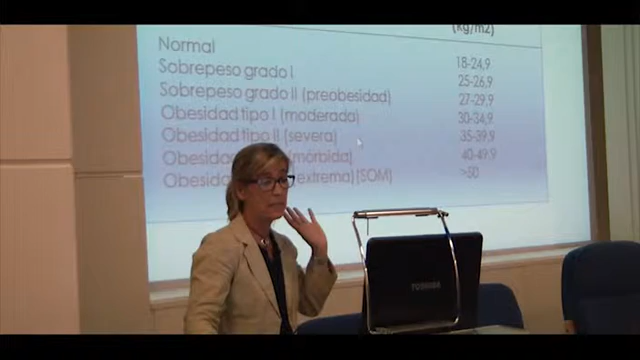 (kg/m2)
Normal 18-24,9
Sobrepeso grado I 25-26,9
Sobrepeso grado II (preobesidad) 27-29,9
Obesidad tipo I (moderada) 30-34,9
Obesidad tipo II (severa) 35-39,9
Obesidad (mórbida) 40-49,9
Obesidad (extrema) (SOM) >50
TOSHIBA